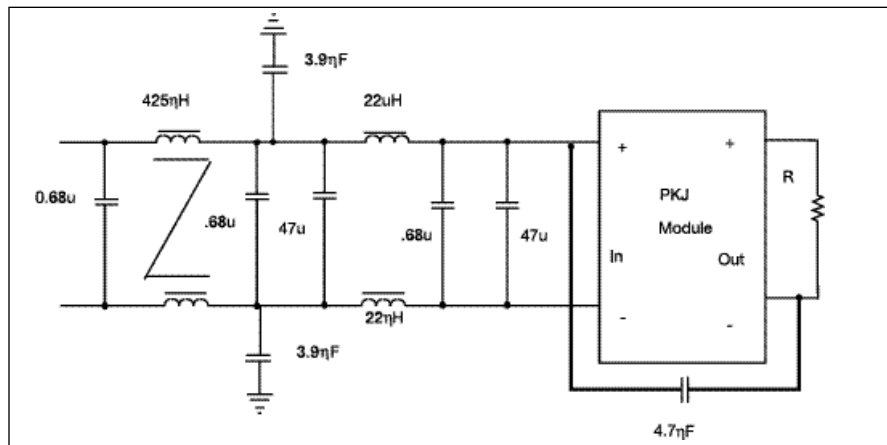 3.9ηF
425ηH
22uH
0.68u
.68u
47u
.68u
47u
+
+
PKJ
Module
R
In
Out
-
-
22ηH
3.9ηF
4.7ηF